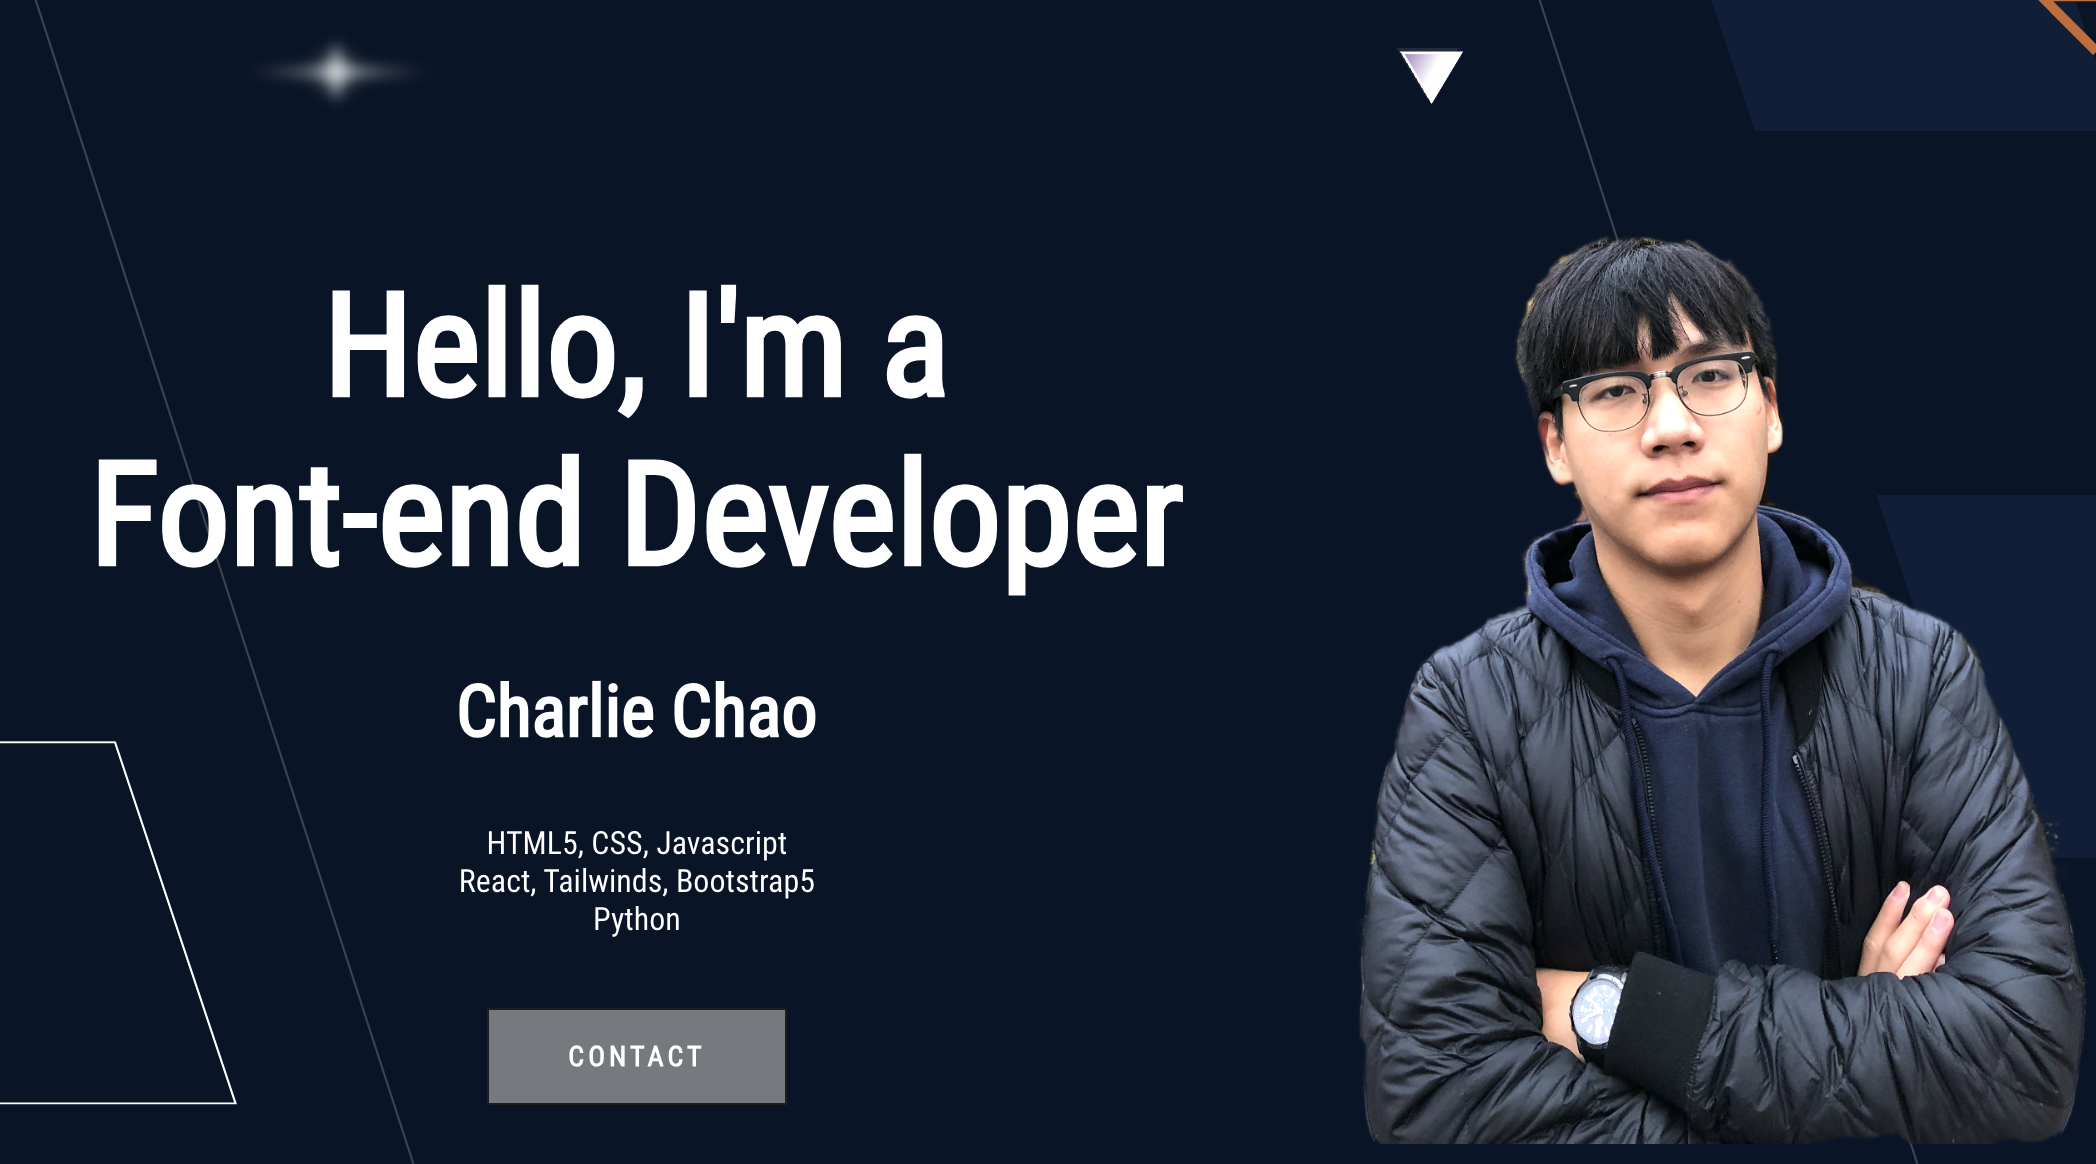 Hello, I'm a
Font-end Developer
Charlie Chao
HTML5, CSS, Javascript
React, Tailwinds, Bootstrap5
Python
CONTACT